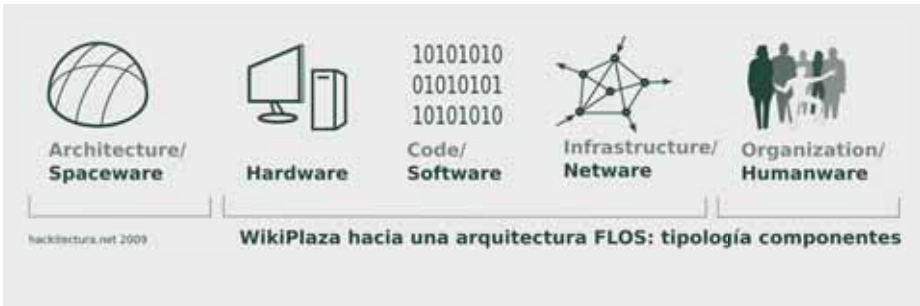 10101010
01010101
10101010
Architecture/
Spaceware
Hardware
Code/
Software
Infrastructure/
Netware
Organization/
Humanware
hackitectura.net 2009
WikiPlaza hacia una arquitectura FLOS: tipología componentes